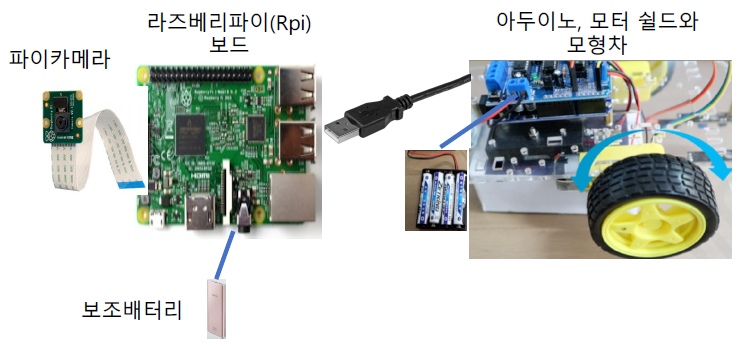 파이카메라
라즈베리파이(Rpi)
보드
아두이노, 모터 쉴드와
모형차
보조배터리
HDMI